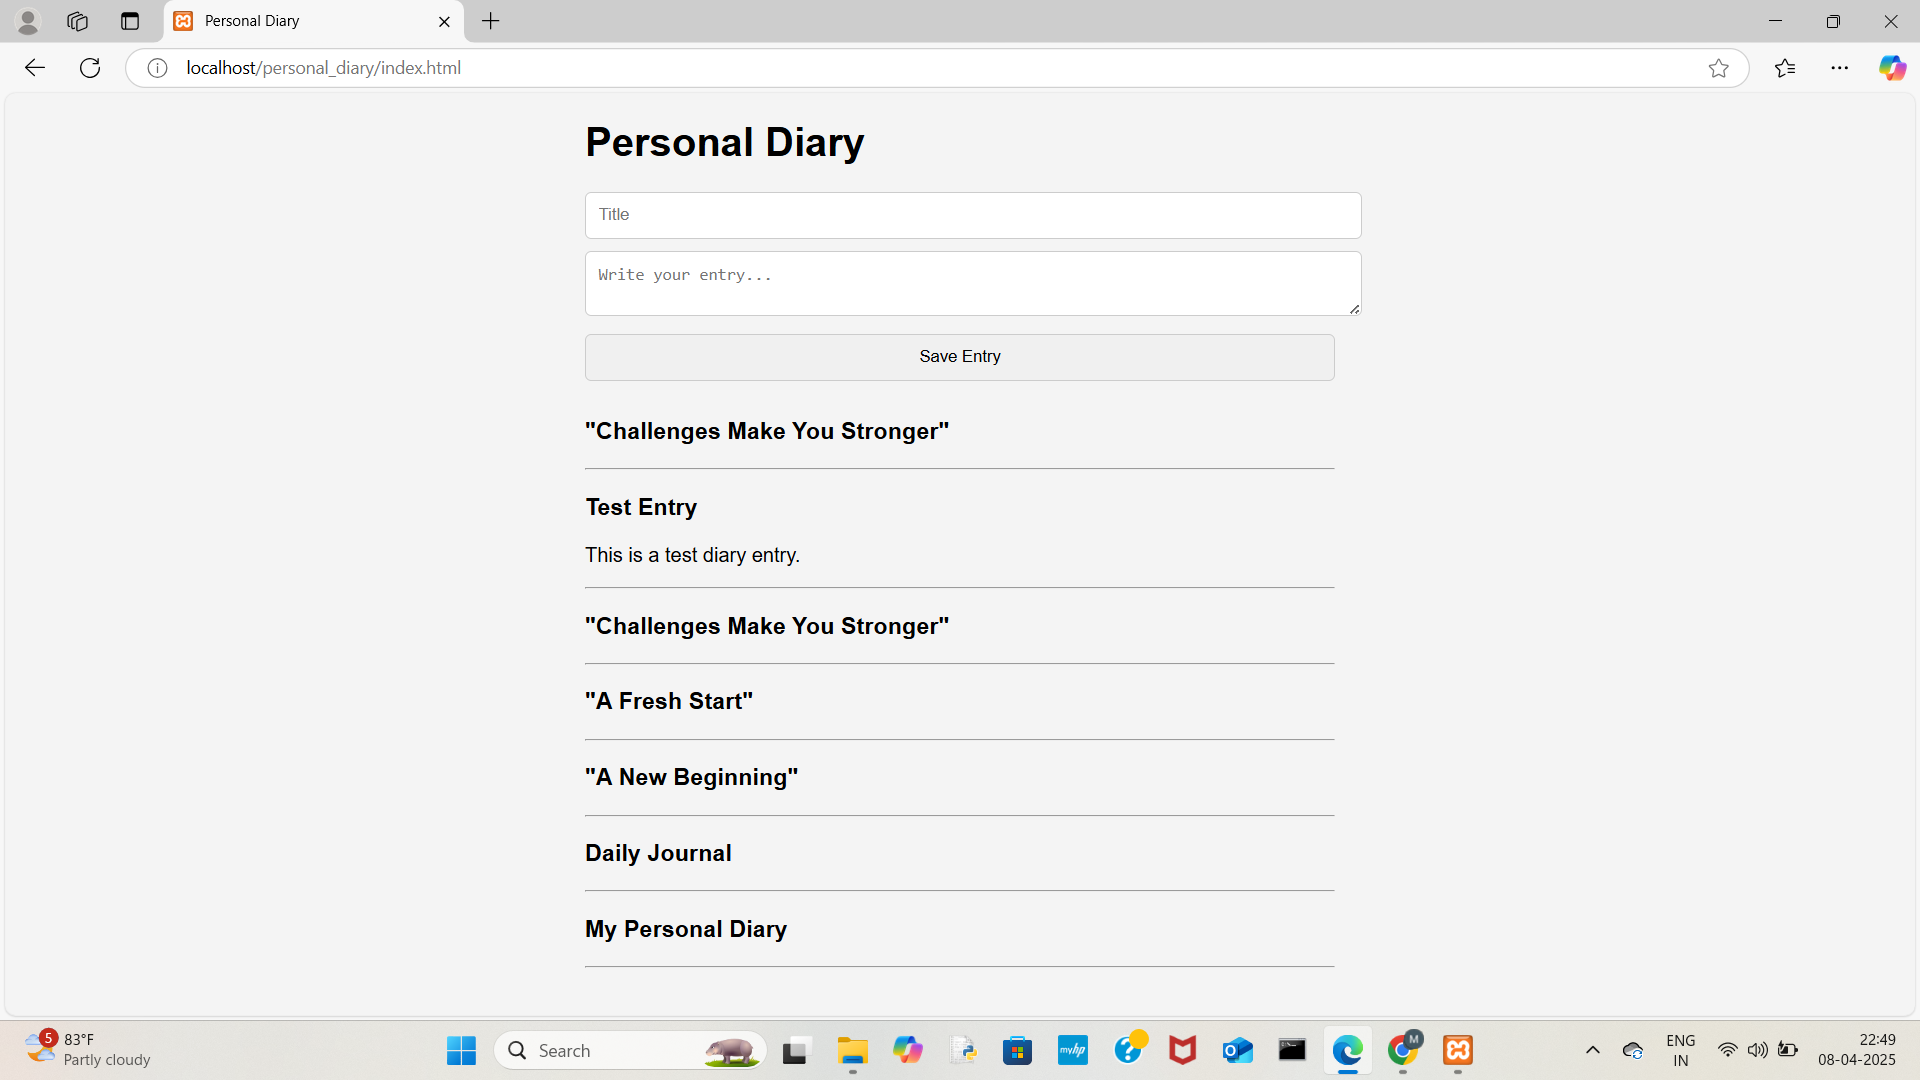 Personal Diary
localhost/personal_diary/index.html
Personal Diary
Title
Write your entry...
Save Entry
"Challenges Make You Stronger"
Test Entry
This is a test diary entry.
"Challenges Make You Stronger"
"A Fresh Start"
"A New Beginning"
Daily Journal
My Personal Diary
5
83°F
Partly cloudy
Search
myhp
M
ENG
IN
22:49
08-04-2025